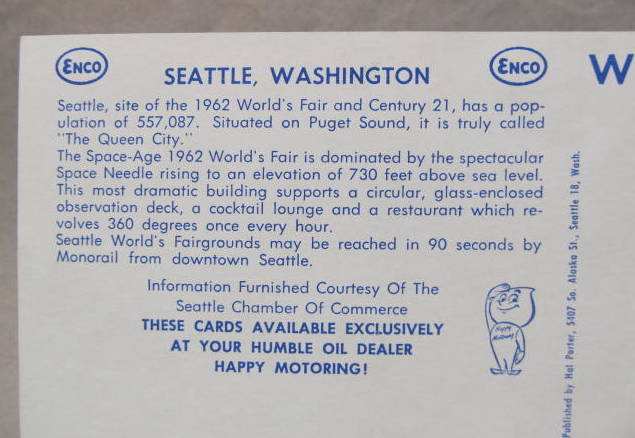 ENCO
SEATTLE, WASHINGTON
ENCO
W
Seattle, site of the 1962 World's Fair and Century 21, has a pop-
ulation of 557,087. Situated on Puget Sound, it is truly called
"The Queen City."
The Space-Age 1962 World's Fair is dominated by the spectacular
Space Needle rising to an elevation of 730 feet above sea level.
This most dramatic building supports a circular, glass-enclosed
observation deck, a cocktail lounge and a restaurant which re-
volves 360 degrees once every hour.
Seattle World's Fairgrounds may be reached in 90 seconds by
Monorail from downtown Seattle.
Information Furnished Courtesy Of The
Seattle Chamber Of Commerce
THESE CARDS AVAILABLE EXCLUSIVELY
AT YOUR HUMBLE OIL DEALER
HAPPY MOTORING!
Happy
Motoring!
Published by Hal Porter, 5407 So. Alaska St., Seattle 18, Wash.